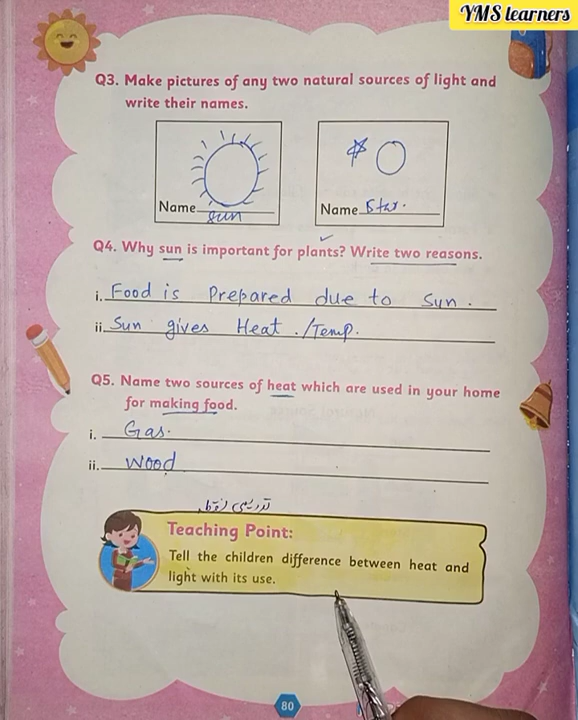 YMS learners
Q3. Make pictures of any two natural sources of light and
write their names.
Name sun
Name Star.
Q4. Why sun is important for plants? Write two reasons.
i. Food is Prepared due to Sun.
ii. Sun gives Heat ./Temp.
Q5. Name two sources of heat which are used in your home
for making food.
i. Gas.
ii. Wood
تدریسی نقطہ
Teaching Point:
Tell the children difference between heat and
light with its use.
80